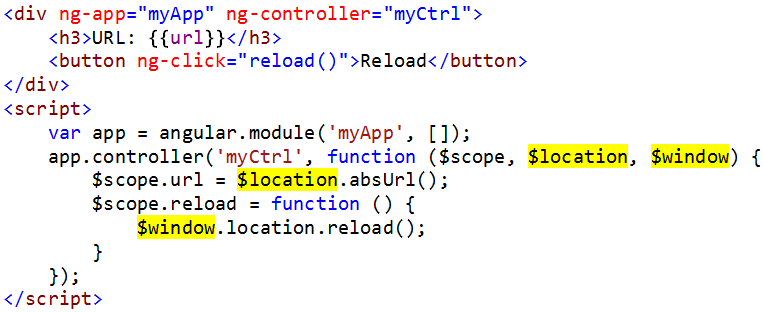 <div ng-app="myApp" ng-controller="myCtrl">
    <h3>URL: {{url}}</h3>
    <button ng-click="reload()">Reload</button>
</div>
<script>
    var app = angular.module('myApp', []);
    app.controller('myCtrl', function ($scope, $location, $window) {
        $scope.url = $location.absUrl();
        $scope.reload = function () {
            $window.location.reload();
        }
    });
</script>